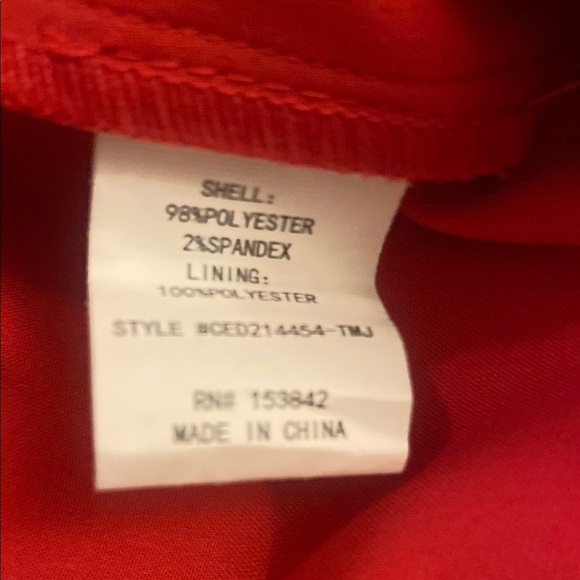 SHELL:
98%POLYESTER
2%SPANDEX
LINING:
100%POLYESTER
STYLE #CED214454-TMJ
RN# 153842
MADE IN CHINA